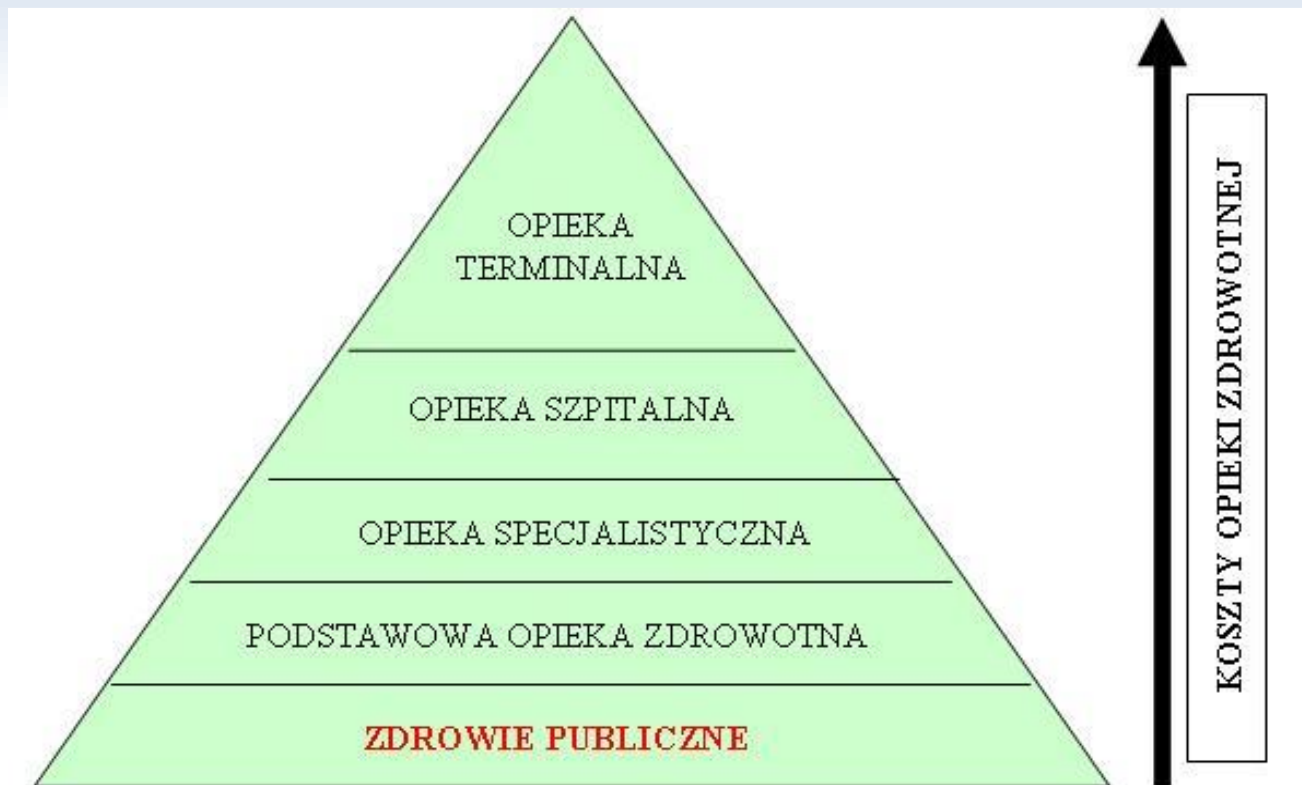 OPIEKA
TERMINALNA
OPIEKA SZPITALNA
OPIEKA SPECJALISTYCZNA
PODSTAWOWA OPIEKA ZDROWOTNA
ZDROWIE PUBLICZNE
KOSZTY OPIEKI ZDROWOTNEJ